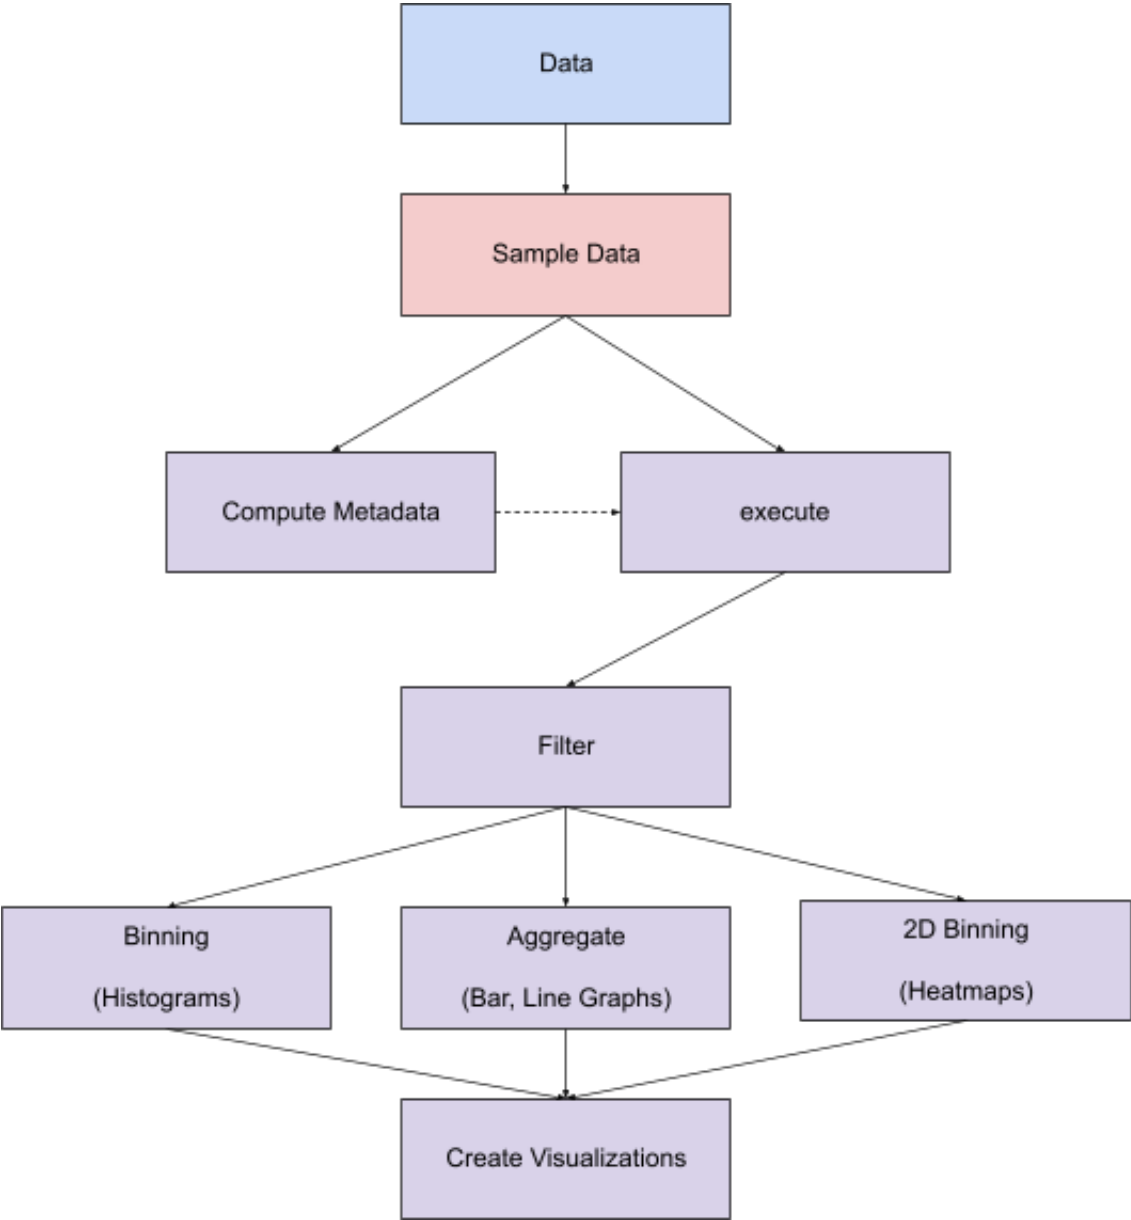 Data
Sample Data
Compute Metadata
execute
Filter
Binning
(Histograms)
Aggregate
(Bar, Line Graphs)
2D Binning
(Heatmaps)
Create Visualizations